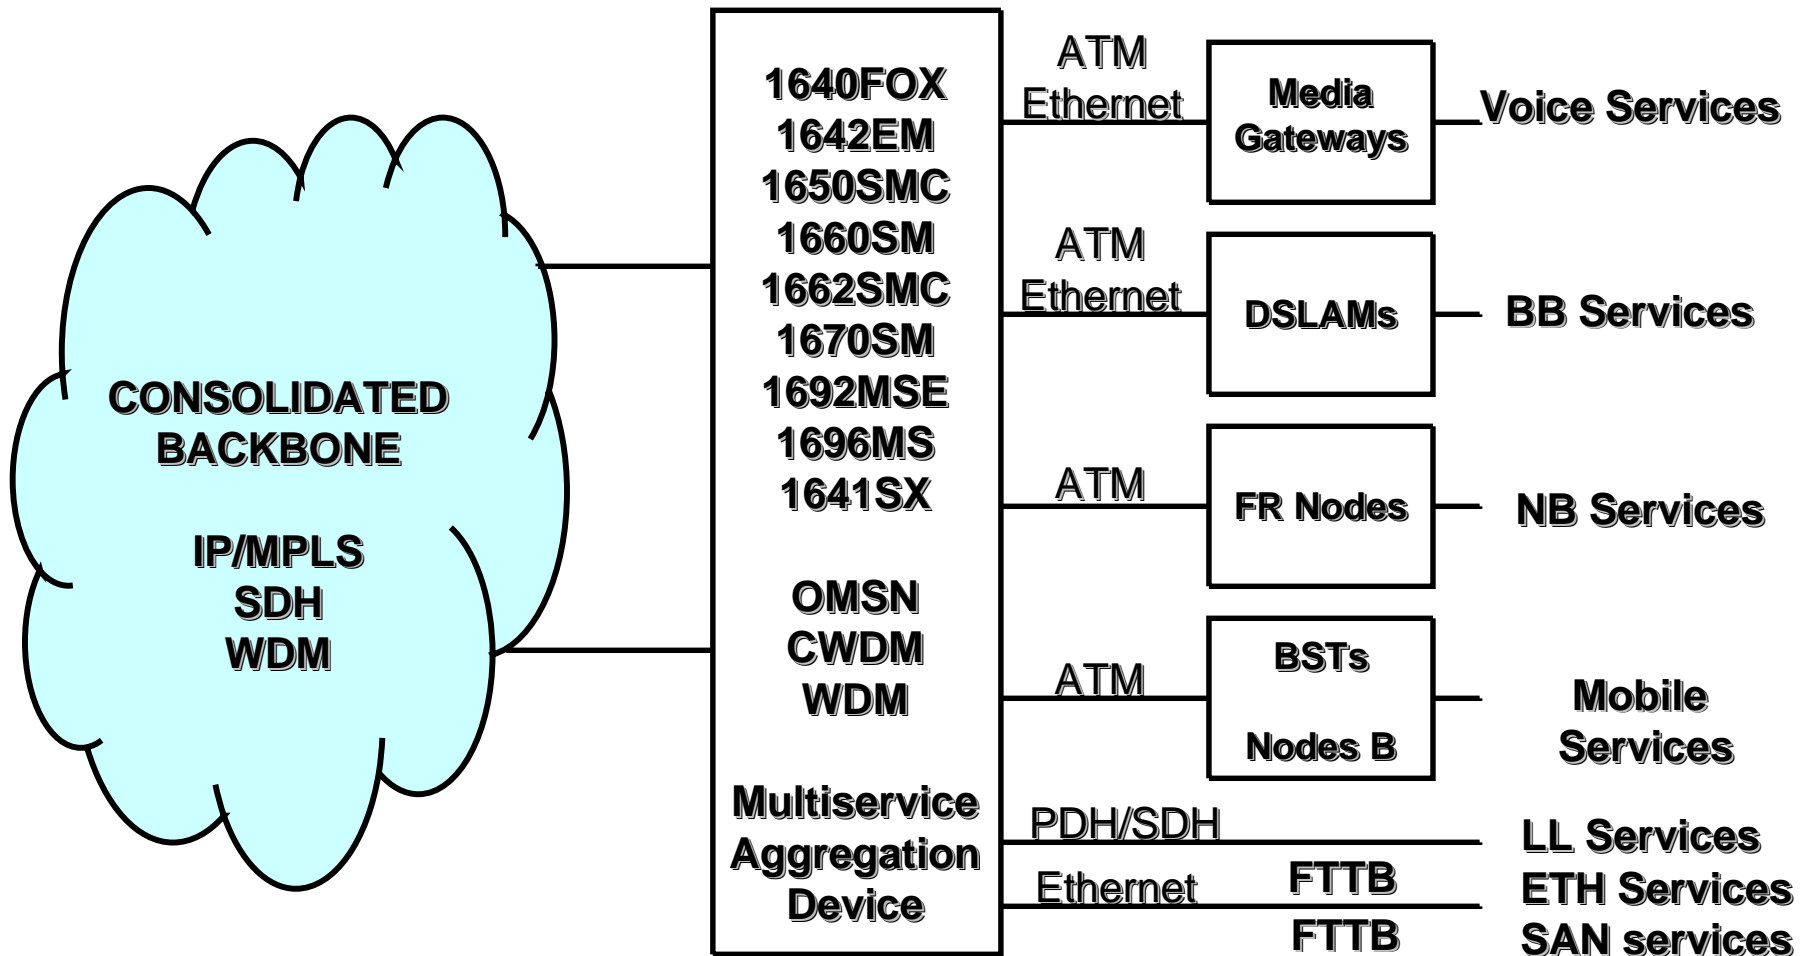 CONSOLIDATED
BACKBONE
IP/MPLS
SDH
WDM
1640FOX
1642EM
1650SMC
1660SM
1662SMC
1670SM
1692MSE
1696MS
1641SX
OMSN
CWDM
WDM
Multiservice
Aggregation
Device
ATM
Ethernet
Media
Gateways
Voice Services
ATM
Ethernet
DSLAMs
BB Services
ATM
FR Nodes
NB Services
ATM
BSTs
Nodes B
Mobile
Services
PDH/SDH
LL Services
Ethernet
FTTB
ETH Services
FTTB
SAN services